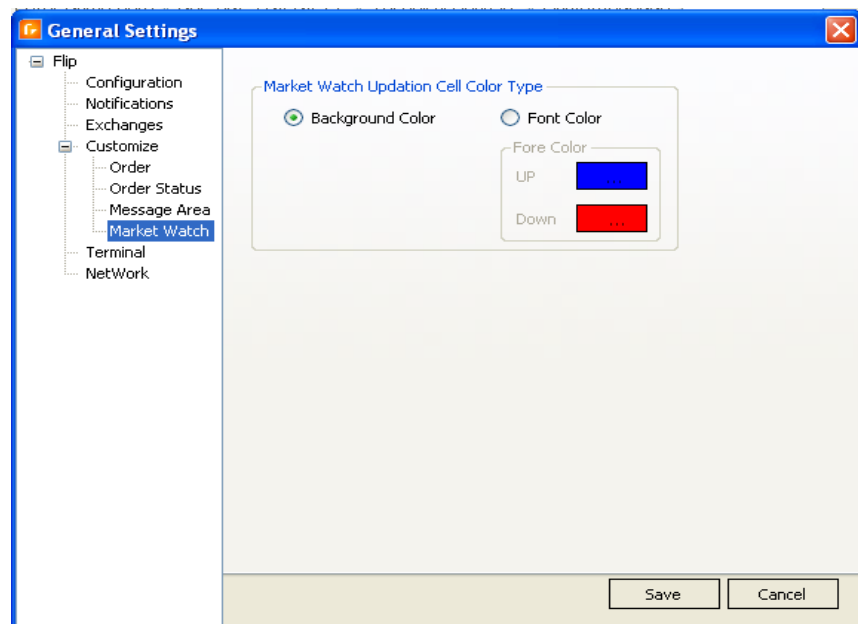 General Settings
Flip
Configuration
Notifications
Exchanges
Customize
Order
Order Status
Message Area
Market Watch
Terminal
NetWork
Market Watch Updation Cell Color Type
Background Color Font Color
Fore Color
UP ...
Down ...
Save Cancel